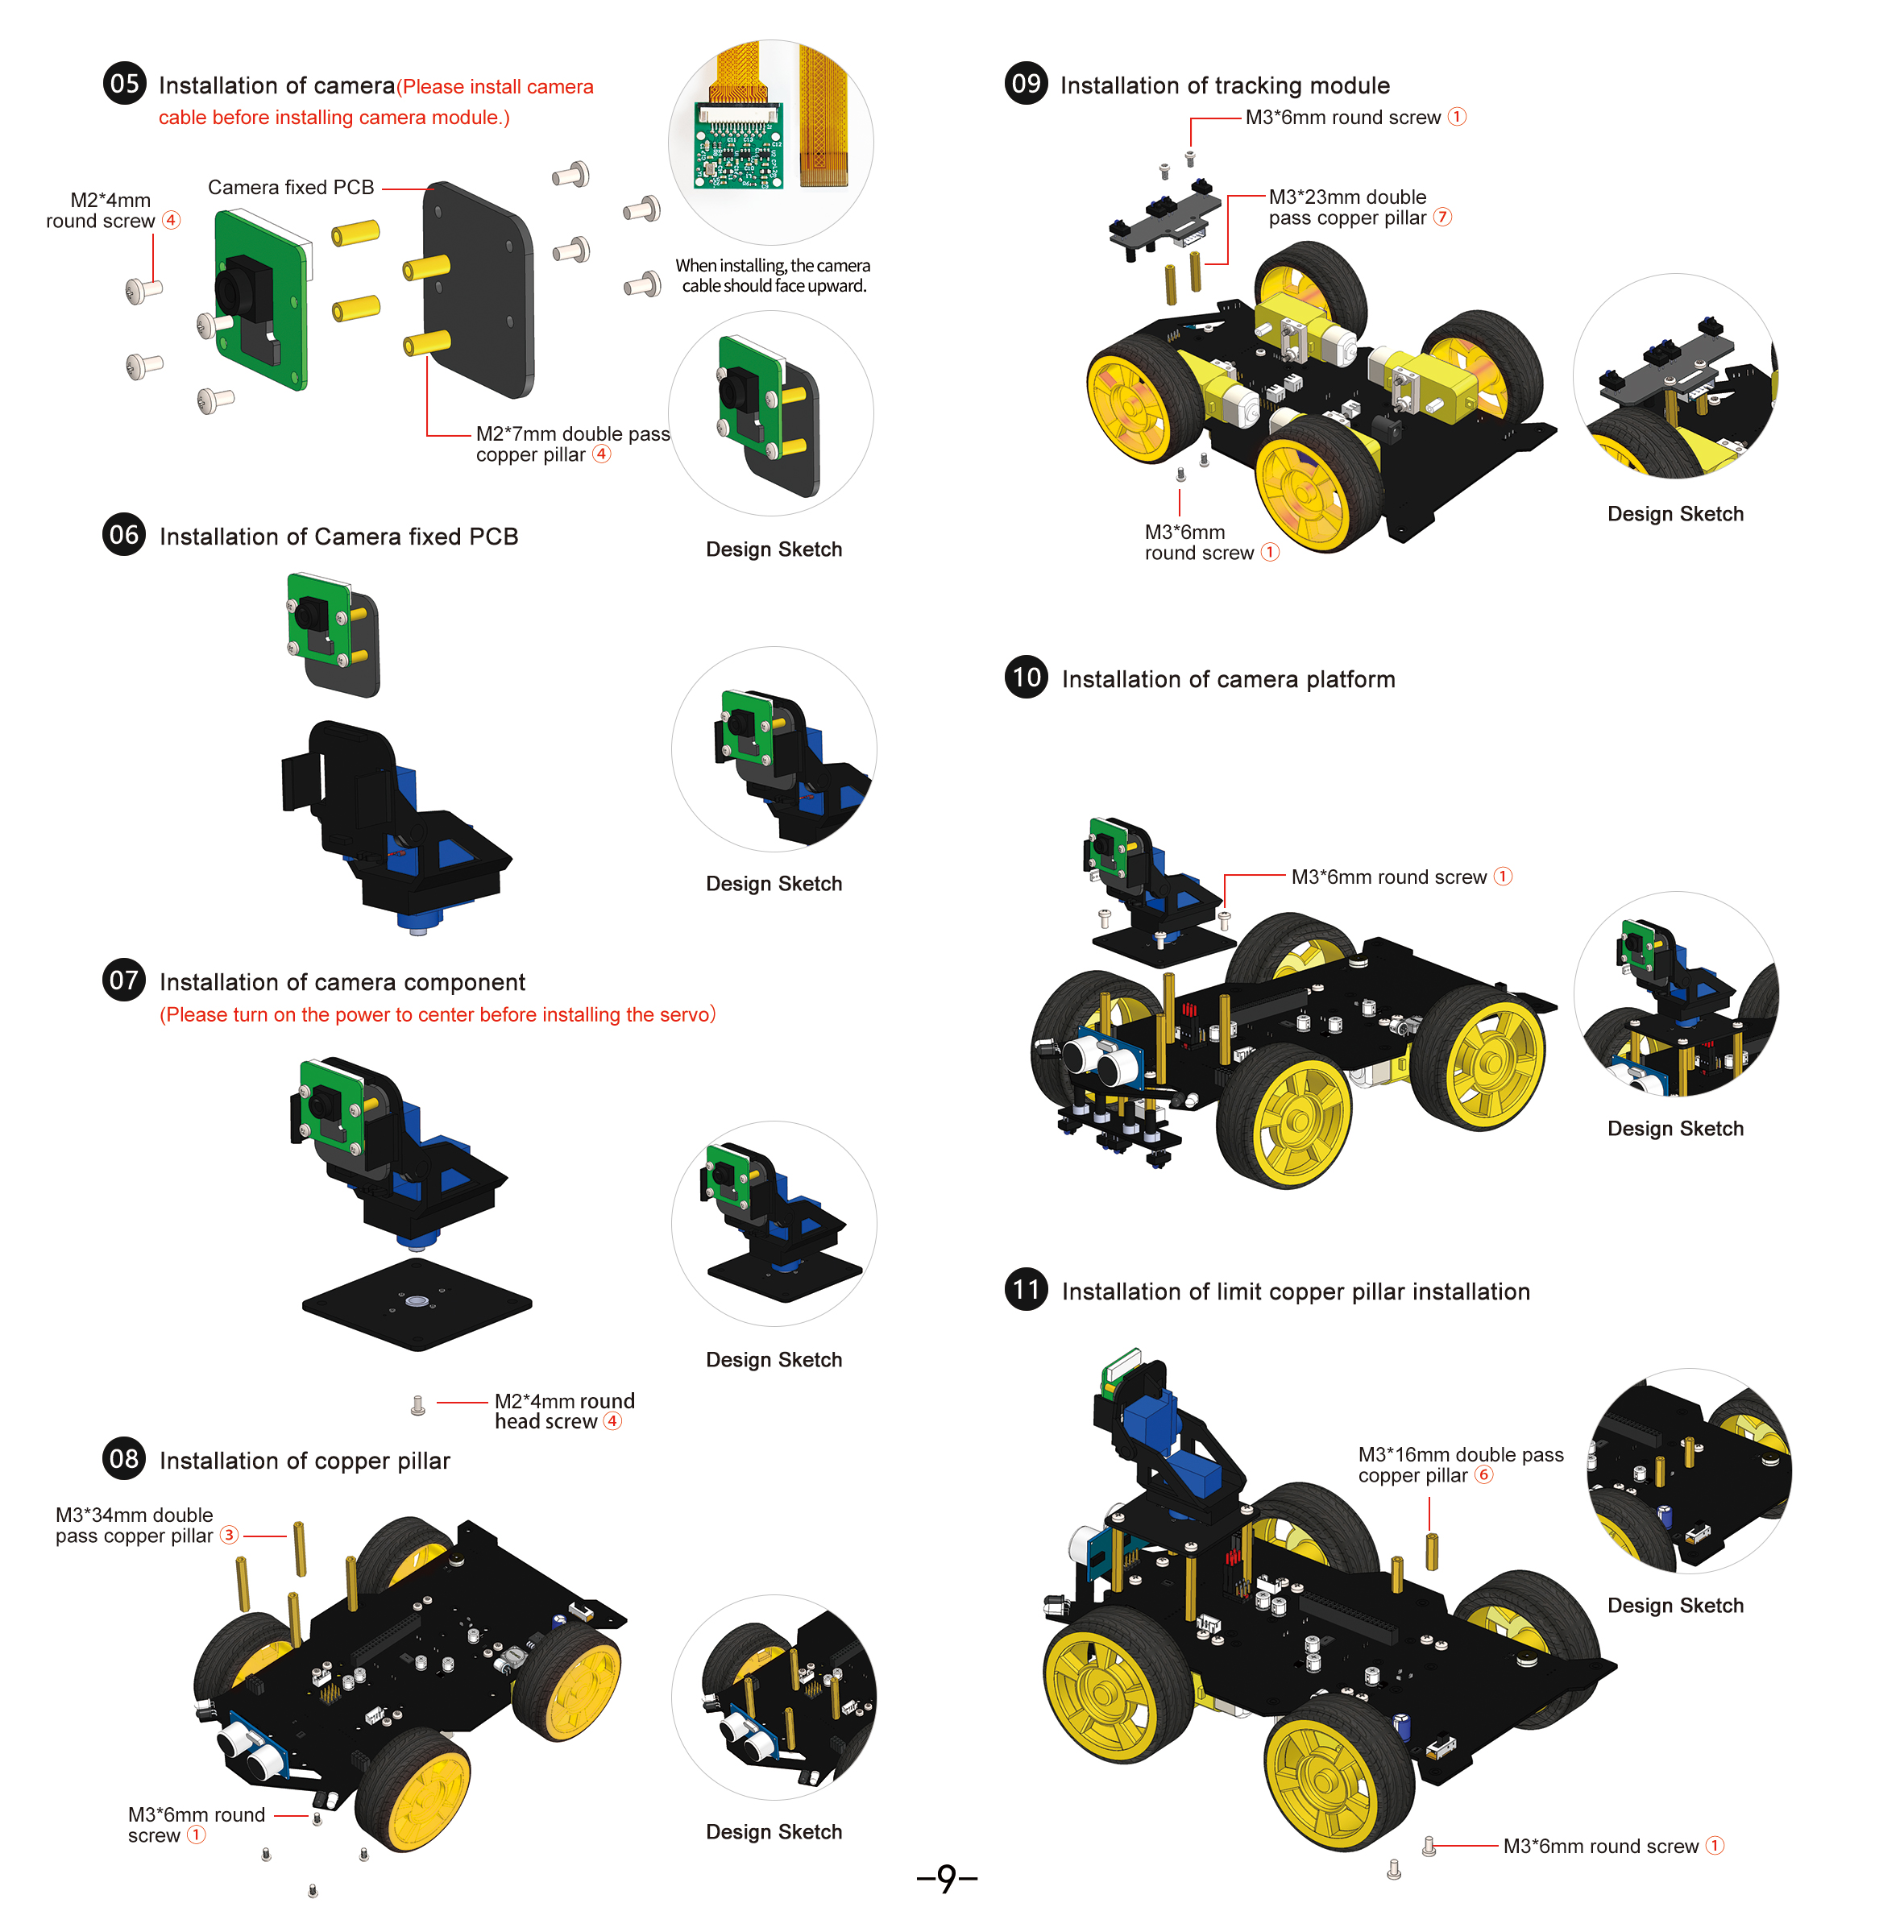 05 Installation of camera(Please install camera
cable before installing camera module.)
Camera fixed PCB
M2*4mm
round screw ④
When installing, the camera
cable should face upward.
M2*7mm double pass
copper pillar ④
Design Sketch
06 Installation of Camera fixed PCB
Design Sketch
07 Installation of camera component
(Please turn on the power to center before installing the servo)
Design Sketch
M2*4mm round
head screw ④
08 Installation of copper pillar
M3*34mm double
pass copper pillar ③
M3*6mm round
screw ①
Design Sketch
09 Installation of tracking module
M3*6mm round screw ①
M3*23mm double
pass copper pillar ⑦
M3*6mm
round screw ①
Design Sketch
10 Installation of camera platform
M3*6mm round screw ①
Design Sketch
11 Installation of limit copper pillar installation
M3*16mm double pass
copper pillar ⑥
Design Sketch
M3*6mm round screw ①
–9–